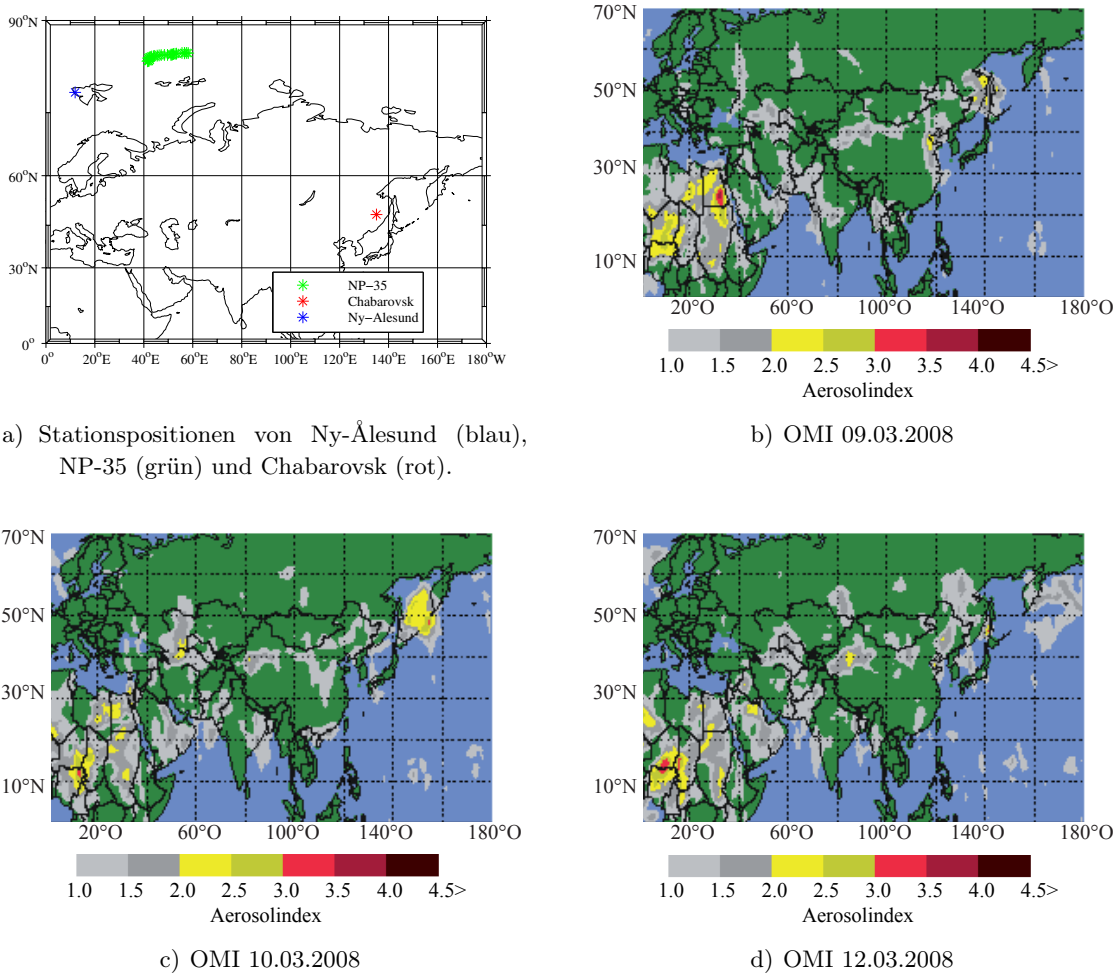 90°N
60°N
30°N
0°
0° 20°E 40°E 60°E 80°E 100°E 120°E 140°E 160°E 180°W
NP−35
Chabarovsk
Ny−Alesund
a) Stationspositionen von Ny-Ålesund (blau),
NP-35 (grün) und Chabarovsk (rot).
70°N
50°N
30°N
10°N
20°O 60°O 100°O 140°O 180°O
1.0 1.5 2.0 2.5 3.0 3.5 4.0 4.5>
Aerosolindex
b) OMI 09.03.2008
70°N
50°N
30°N
10°N
20°O 60°O 100°O 140°O 180°O
1.0 1.5 2.0 2.5 3.0 3.5 4.0 4.5>
Aerosolindex
c) OMI 10.03.2008
70°N
50°N
30°N
10°N
20°O 60°O 100°O 140°O 180°O
1.0 1.5 2.0 2.5 3.0 3.5 4.0 4.5>
Aerosolindex
d) OMI 12.03.2008